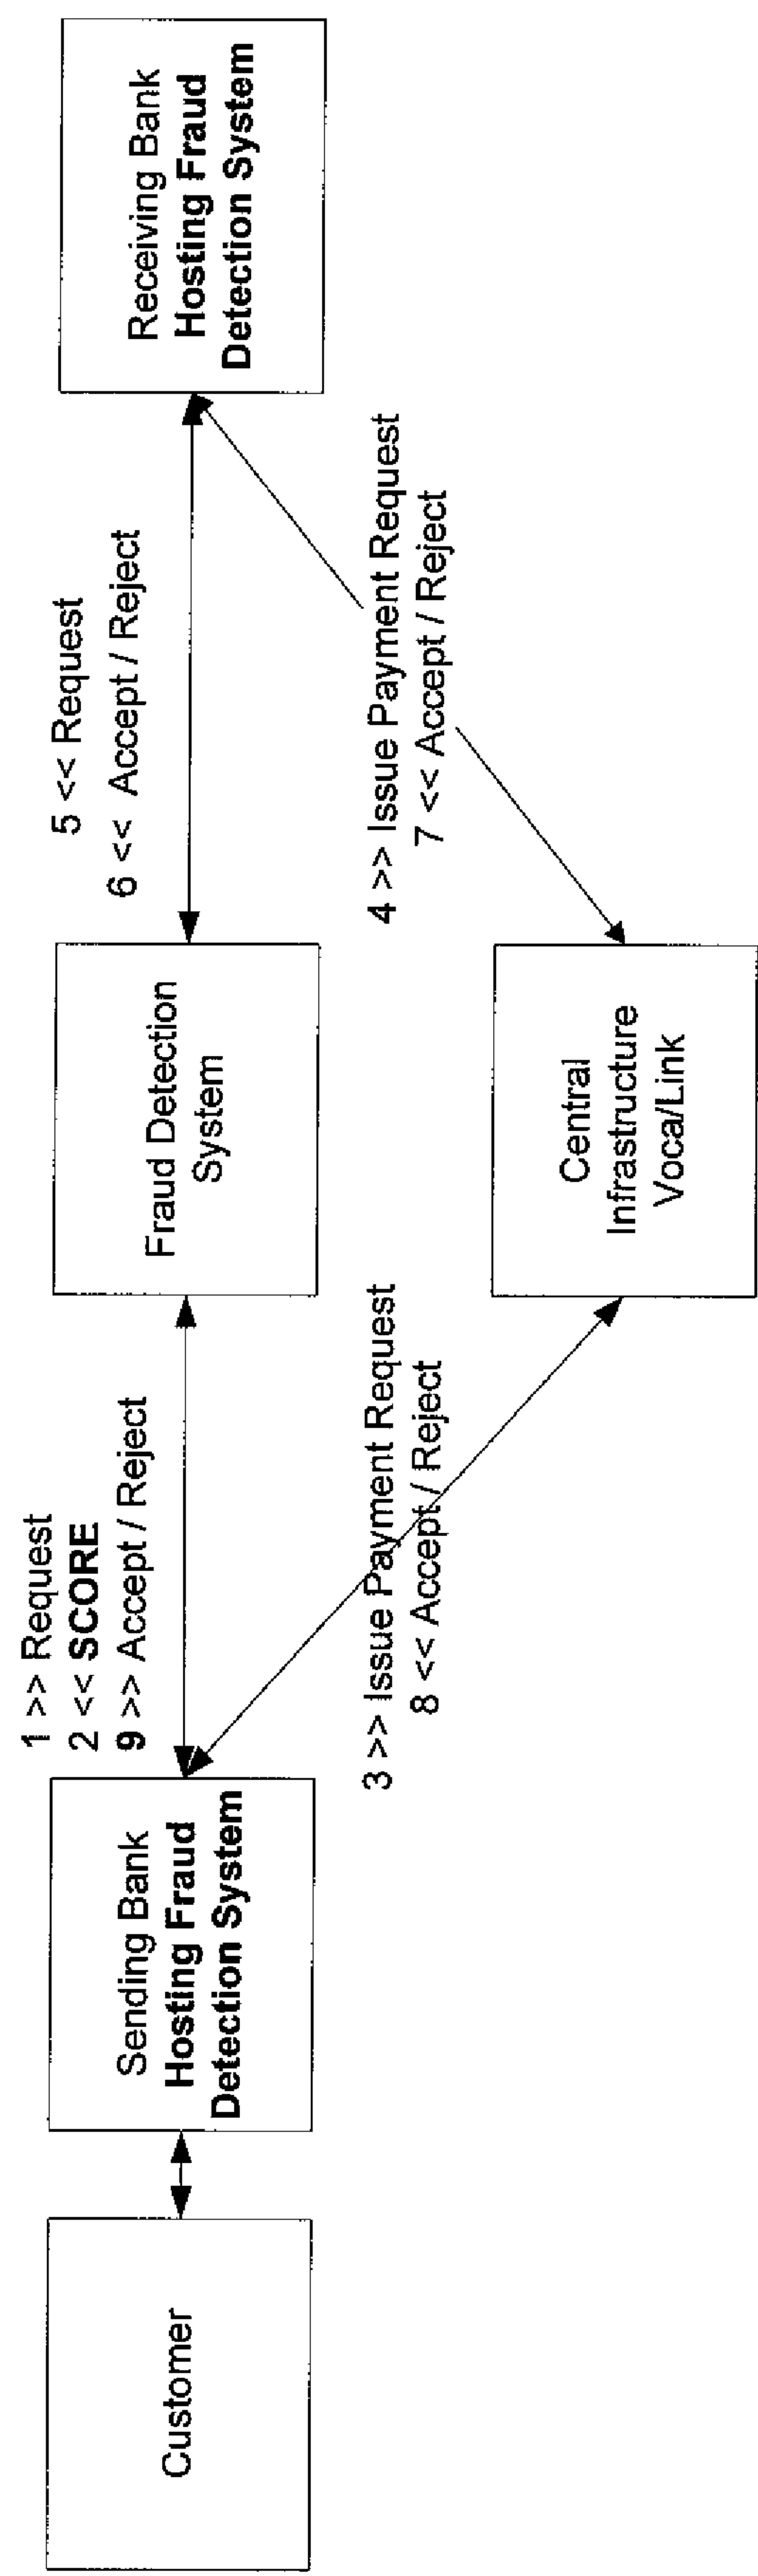 Customer
Sending Bank
Hosting Fraud
Detection System
1 >> Request
2 << SCORE
9 >> Accept / Reject
Fraud Detection
System
5 << Request
6 << Accept / Reject
Receiving Bank
Hosting Fraud
Detection System
3 >> Issue Payment Request
8 << Accept / Reject
Central
Infrastructure
Voca/Link
4 >> Issue Payment Request
7 << Accept / Reject